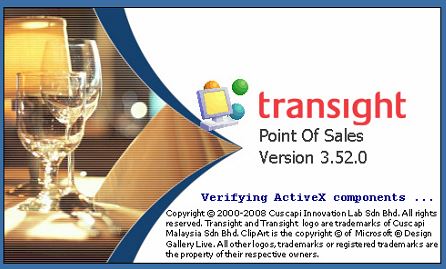 transight
Point Of Sales
Version 3.52.0
Verifying ActiveX components ...
Copyright © 2000-2008 Cuscapi Innovation Lab Sdn Bhd. All rights
reserved. Transight and Transight logo are trademarks of Cuscapi
Malaysia Sdn Bhd. ClipArt is the copyright © of Microsoft ® Design
Gallery Live. All other logos, trademarks or registered trademark are
the property of their respective owners.